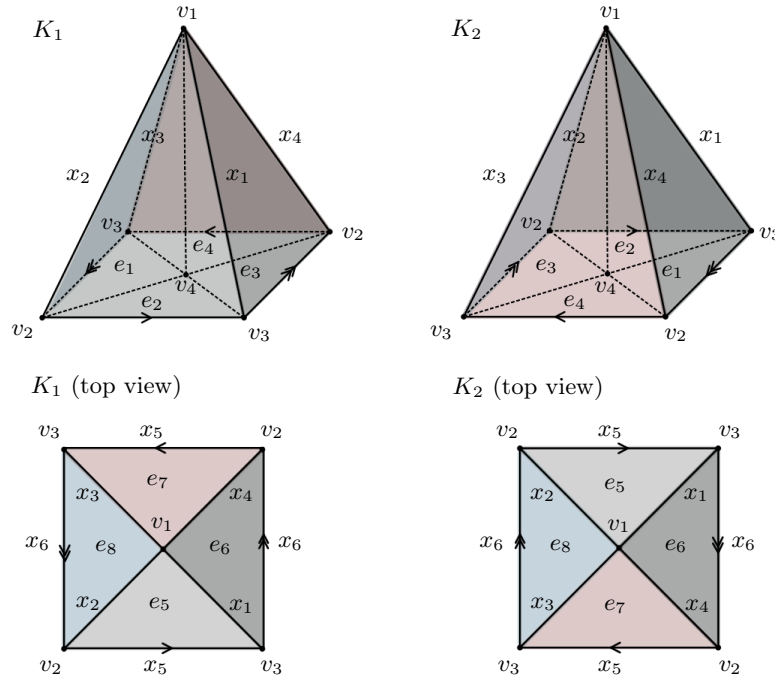 v₁ v₁
K₁ K₂
x₃ x₄ x₂ x₁
x₂ x₁ x₃ x₄
v₃ v₂ v₂ v₃
e₄ e₂
e₁ e₃ e₃ e₁
v₄ v₄
e₂ e₄
v₂ v₃ v₃ v₂
K₁ (top view) K₂ (top view)
v₃ x₅ v₂ v₂ x₅ v₃
e₇ e₅
x₃ x₄ x₂ x₁
v₁ v₁
x₆ e₈ e₆ x₆ x₆ e₈ e₆ x₆
x₂ e₅ x₁ x₃ e₇ x₄
v₂ x₅ v₃ v₃ x₅ v₂